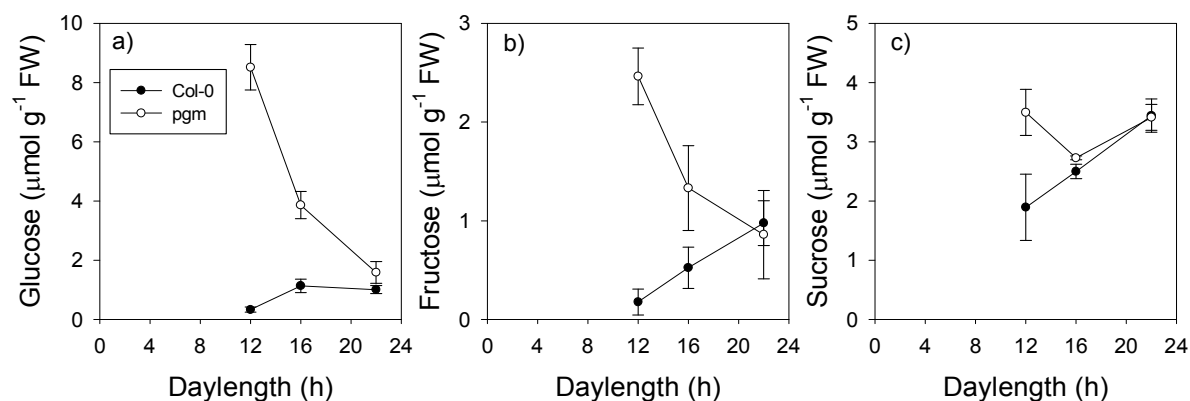 a)
Glucose (μmol g⁻¹ FW)
10
8
6
4
2
0
Col-0
pgm
0 4 8 12 16 20 24
Daylength (h)
b)
Fructose (μmol g⁻¹ FW)
3
2
1
0
0 4 8 12 16 20 24
Daylength (h)
c)
Sucrose (μmol g⁻¹ FW)
5
4
3
2
1
0
0 4 8 12 16 20 24
Daylength (h)